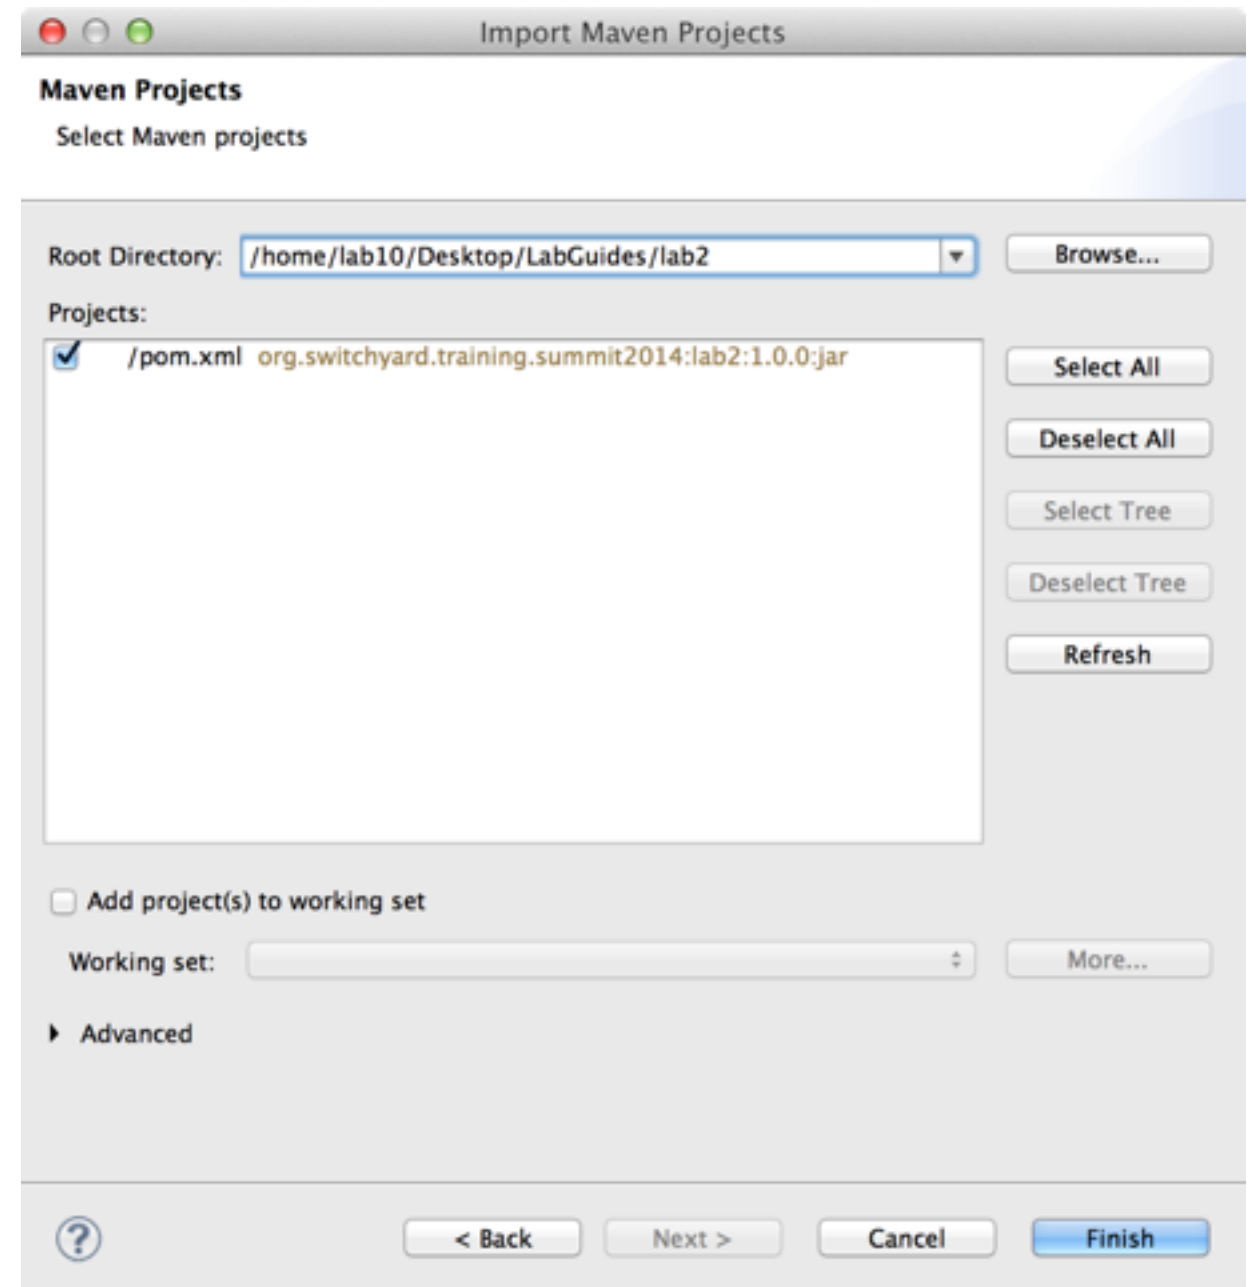 Import Maven Projects
Maven Projects
Select Maven projects
Root Directory: /home/lab10/Desktop/LabGuides/lab2 Browse...
Projects:
/pom.xml org.switchyard.training.summit2014:lab2:1.0.0:jar
Select All
Deselect All
Select Tree
Deselect Tree
Refresh
Add project(s) to working set
Working set: More...
Advanced
? < Back Next > Cancel Finish